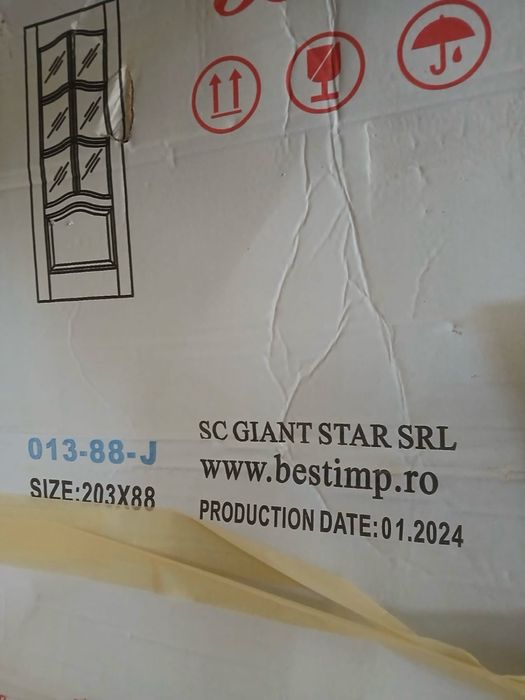 013-88-J
SIZE:203X88
SC GIANT STAR SRL
www.bestimp.ro
PRODUCTION DATE:01.2024